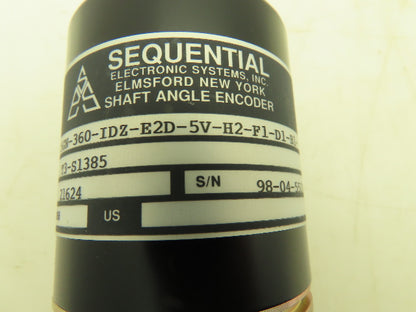 SEQUENTIAL
ELECTRONIC SYSTEMS, INC.
ELMSFORD NEW YORK
SHAFT ANGLE ENCODER
-360-IDZ-E2D-5V-H2-F1-D1-
-S1385
21624 S/N 98-04-
US